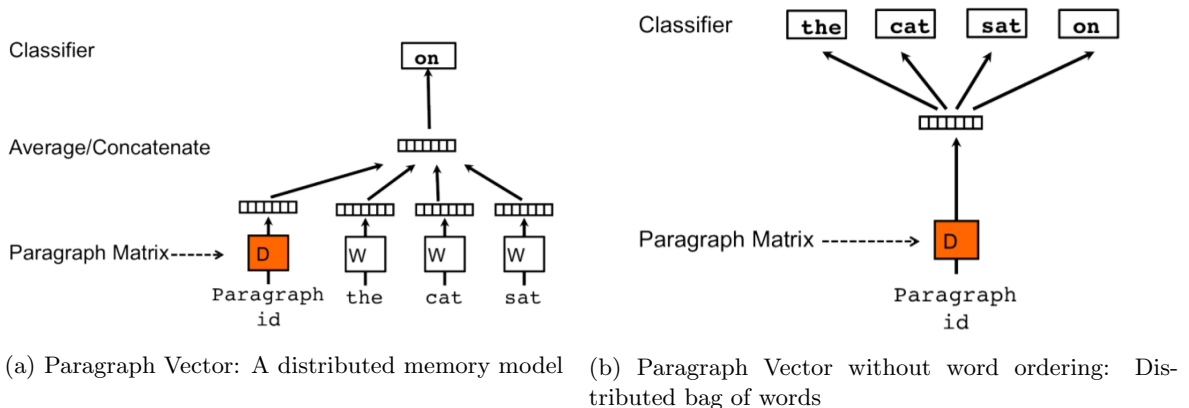 Classifier
on
Average/Concatenate
Paragraph Matrix
D
W
W
W
Paragraph
id
the
cat
sat
(a) Paragraph Vector: A distributed memory model
Classifier
the
cat
sat
on
Paragraph Matrix
D
Paragraph
id
(b) Paragraph Vector without word ordering: Dis-
tributed bag of words